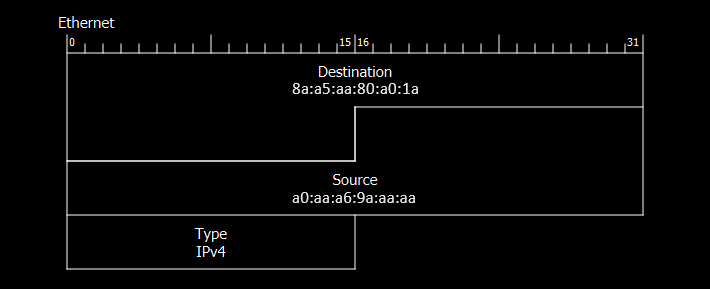 Ethernet
0 15 16 31
Destination
8a:a5:aa:80:a0:1a
Source
a0:aa:a6:9a:aa:aa
Type
IPv4